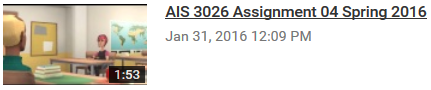 AIS 3026 Assignment 04 Spring 2016
Jan 31, 2016 12:09 PM
1:53